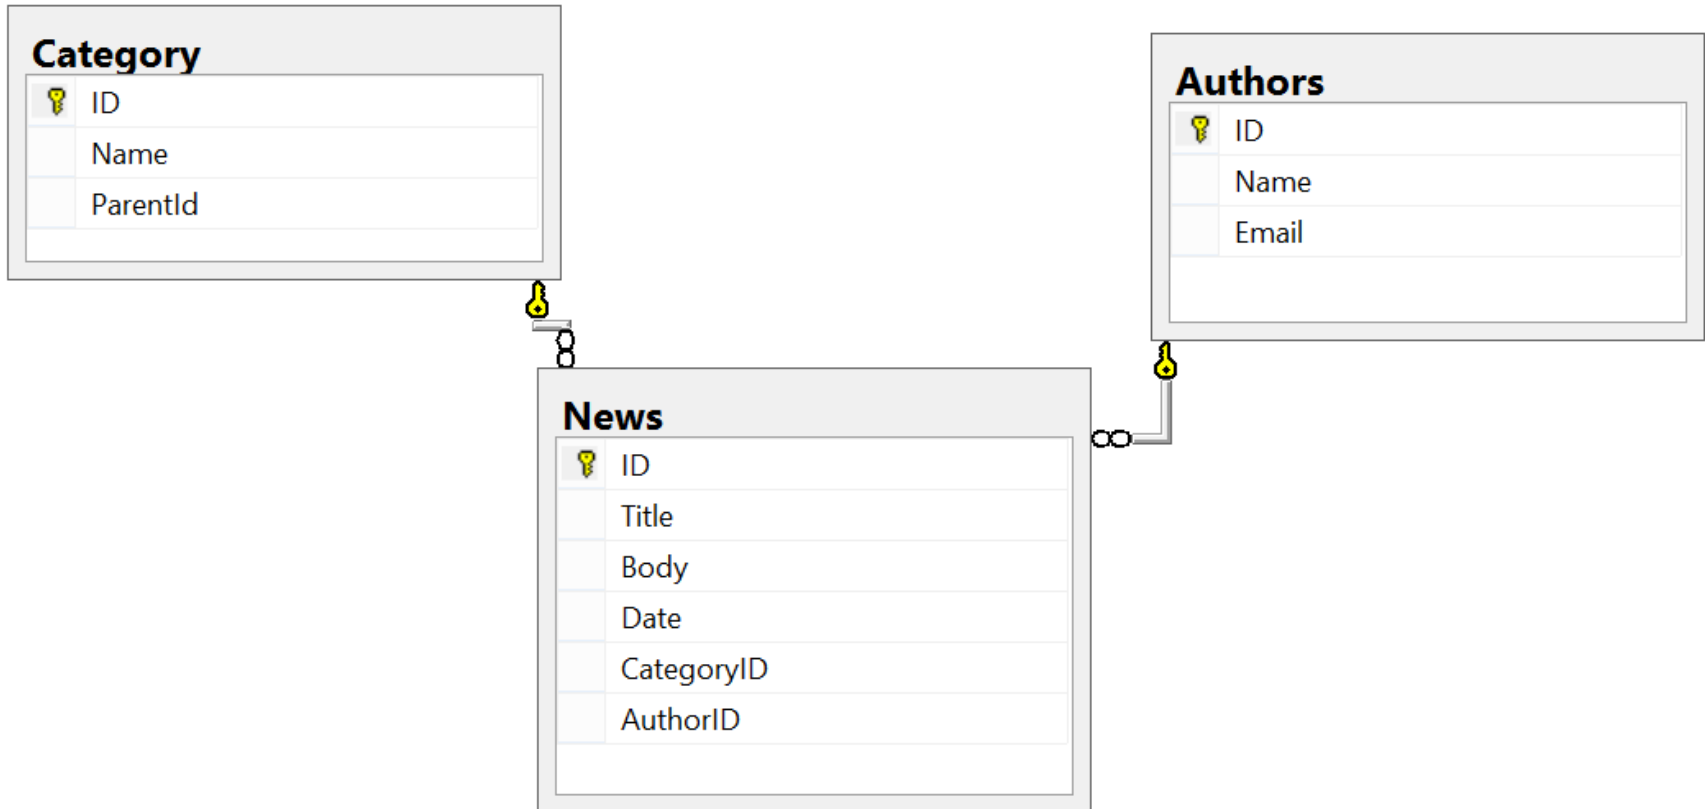 Category
ID
Name
ParentId
Authors
ID
Name
Email
News
ID
Title
Body
Date
CategoryID
AuthorID